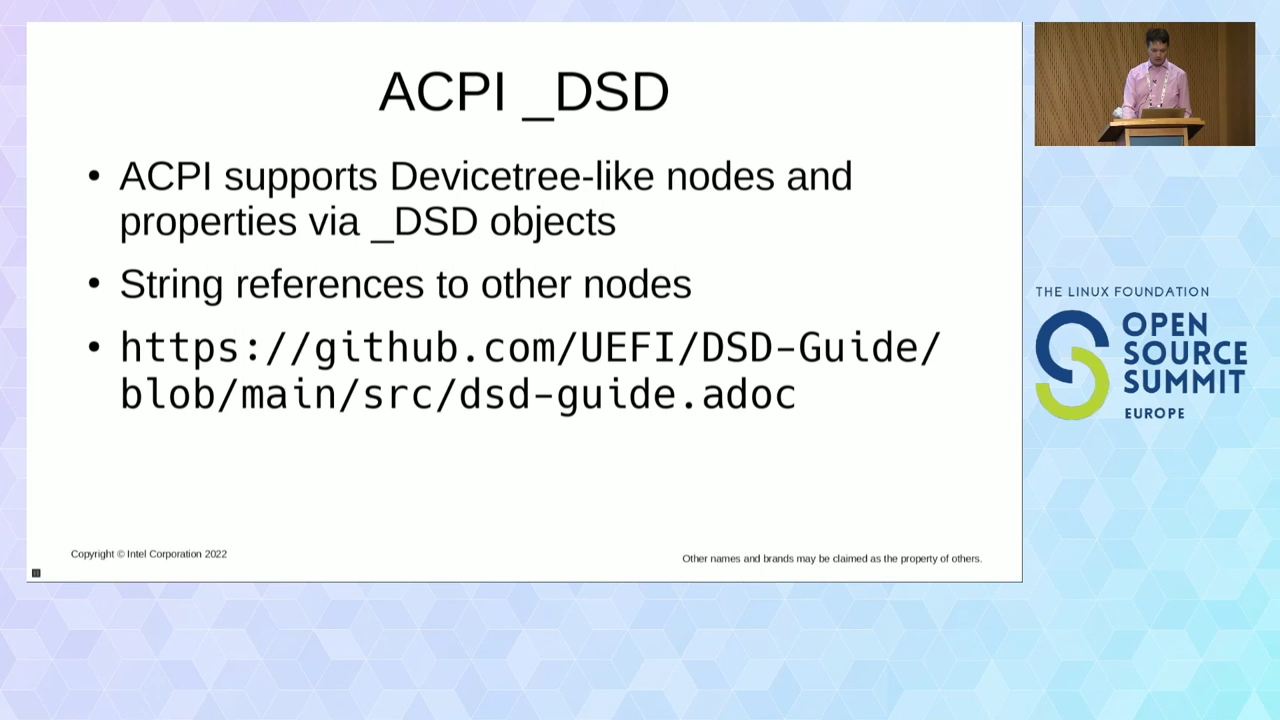 ACPI _DSD
• ACPI supports Devicetree-like nodes and
properties via _DSD objects
• String references to other nodes
• https://github.com/UEFI/DSD-Guide/
blob/main/src/dsd-guide.adoc
Copyright © Intel Corporation 2022
Other names and brands may be claimed as the property of others.
THE LINUX FOUNDATION
OPEN
SOURCE
SUMMIT
EUROPE